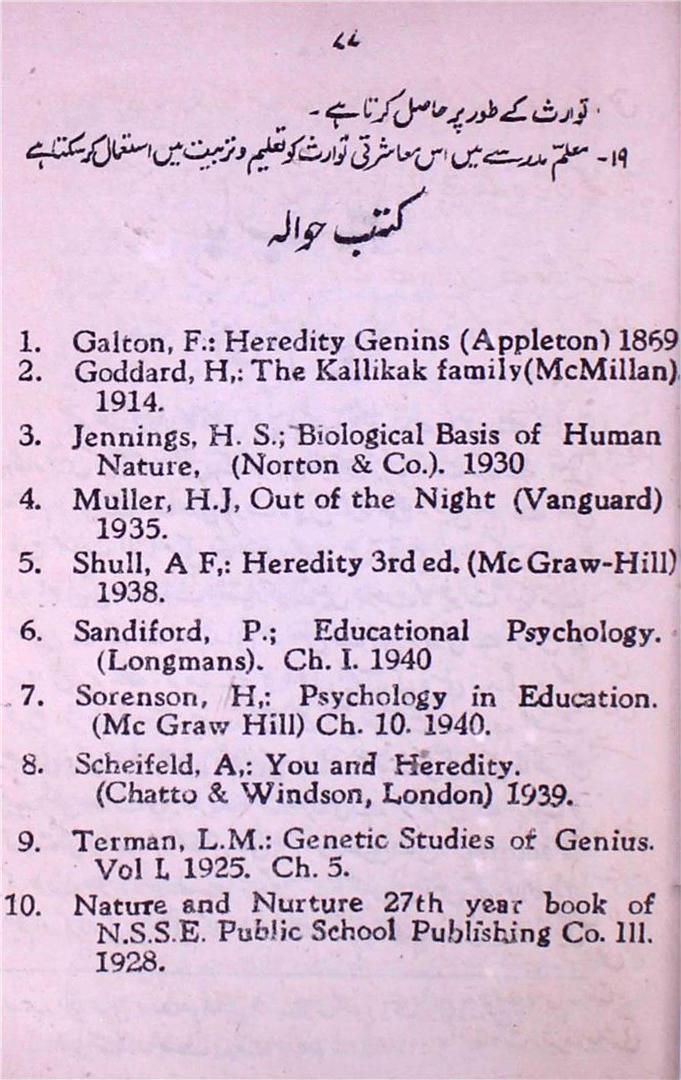 ۷۷
توارث کے طور پر حاصل کرتا ہے ۔
۱۹ - معلم مدرسے میں اس معاشرتی توارث کو تعلیم و تربیت میں استعمال کر سکتا ہے
کتب حوالہ
1. Galton, F.: Heredity Genins (Appleton) 1869
2. Goddard, H,: The Kallikak family(McMillan)
1914.
3. Jennings, H. S.; Biological Basis of Human
Nature, (Norton & Co.). 1930
4. Muller, H.J, Out of the Night (Vanguard)
1935.
5. Shull, A F,: Heredity 3rd ed. (Mc Graw-Hill)
1938.
6. Sandiford, P.; Educational Psychology.
(Longmans). Ch. I. 1940
7. Sorenson, H,: Psychology in Education.
(Mc Graw Hill) Ch. 10. 1940.
8. Scheifeld, A,: You and Heredity.
(Chatto & Windson, London) 1939.
9. Terman, L.M.: Genetic Studies of Genius.
Vol I, 1925. Ch. 5.
10. Nature and Nurture 27th year book of
N.S.S.E. Public School Publishing Co. Ill.
1928.